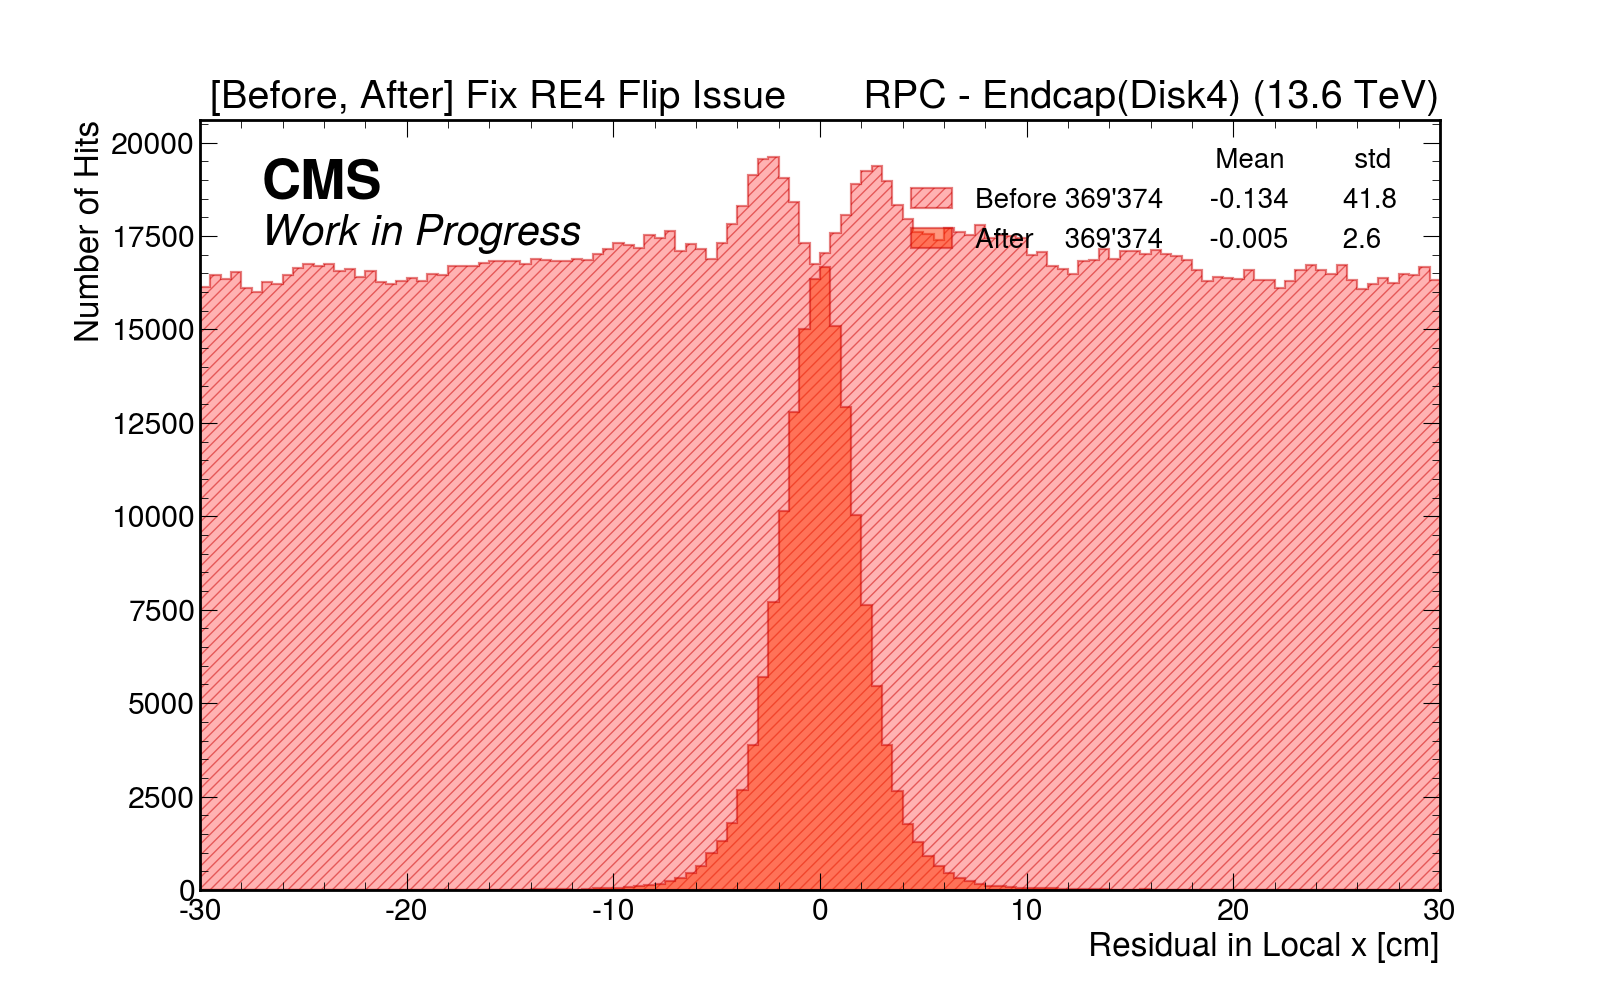 [Before, After] Fix RE4 Flip Issue RPC - Endcap(Disk4) (13.6 TeV)
Number of Hits
CMS
Work in Progress
Mean std
Before 369'374 -0.134 41.8
After 369'374 -0.005 2.6
20000
17500
15000
12500
10000
7500
5000
2500
0
-30 -20 -10 0 10 20 30
Residual in Local x [cm]